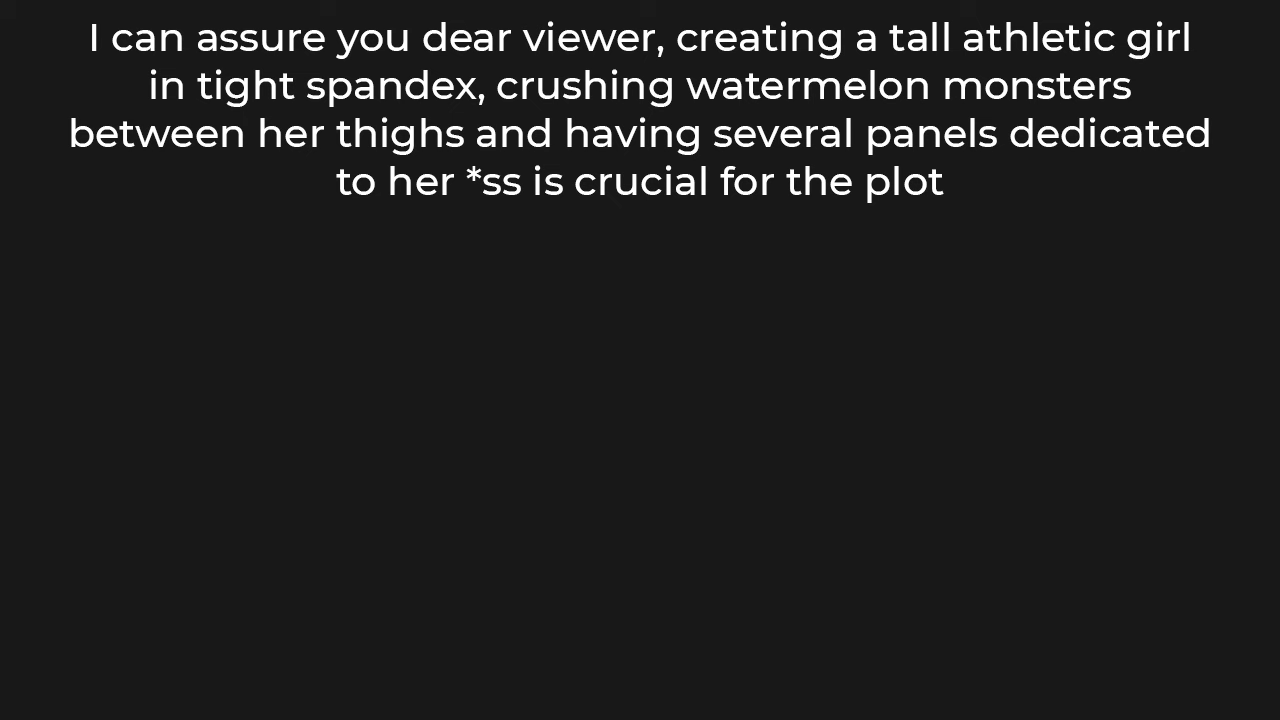 I can assure you dear viewer, creating a tall athletic girl
in tight spandex, crushing watermelon monsters
between her thighs and having several panels dedicated
to her *ss is crucial for the plot